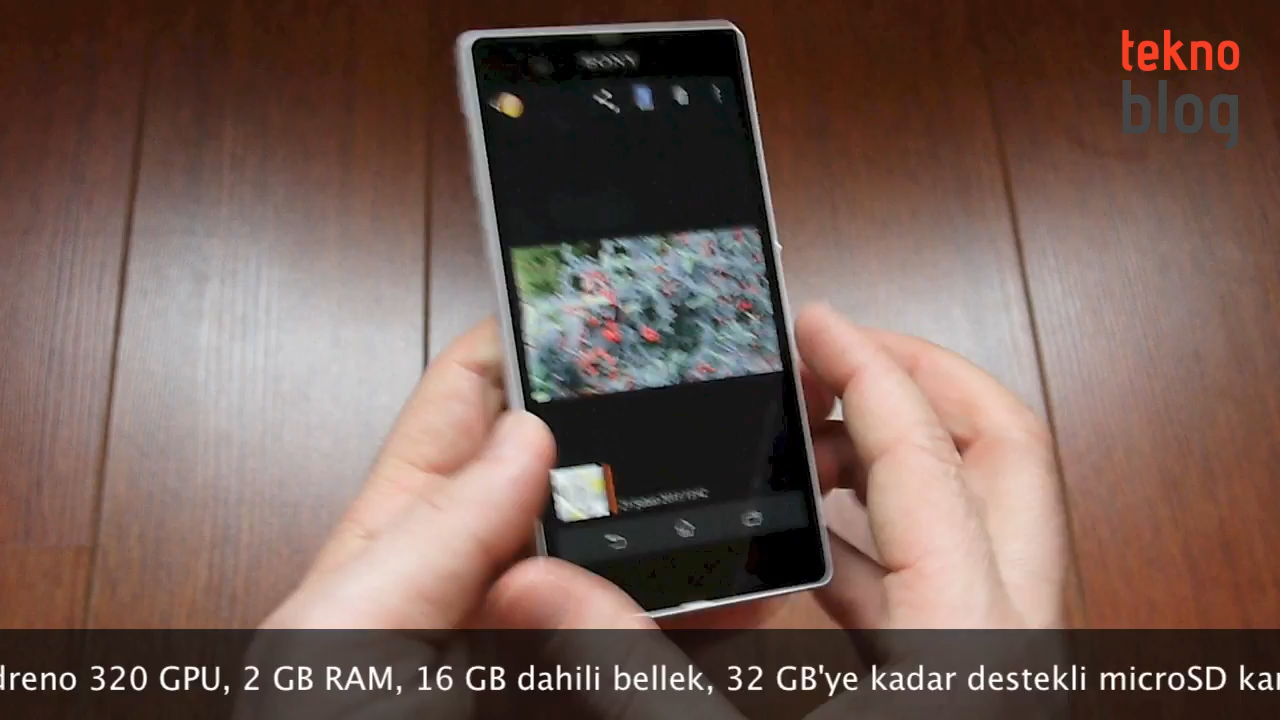 SONY
tekno
blog
dreno 320 GPU, 2 GB RAM, 16 GB dahili bellek, 32 GB'ye kadar destekli microSD kar